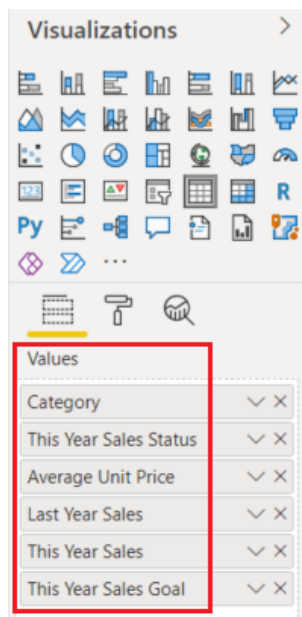 Visualizations
123
R
Py
Values
Category
This Year Sales Status
Average Unit Price
Last Year Sales
This Year Sales
This Year Sales Goal